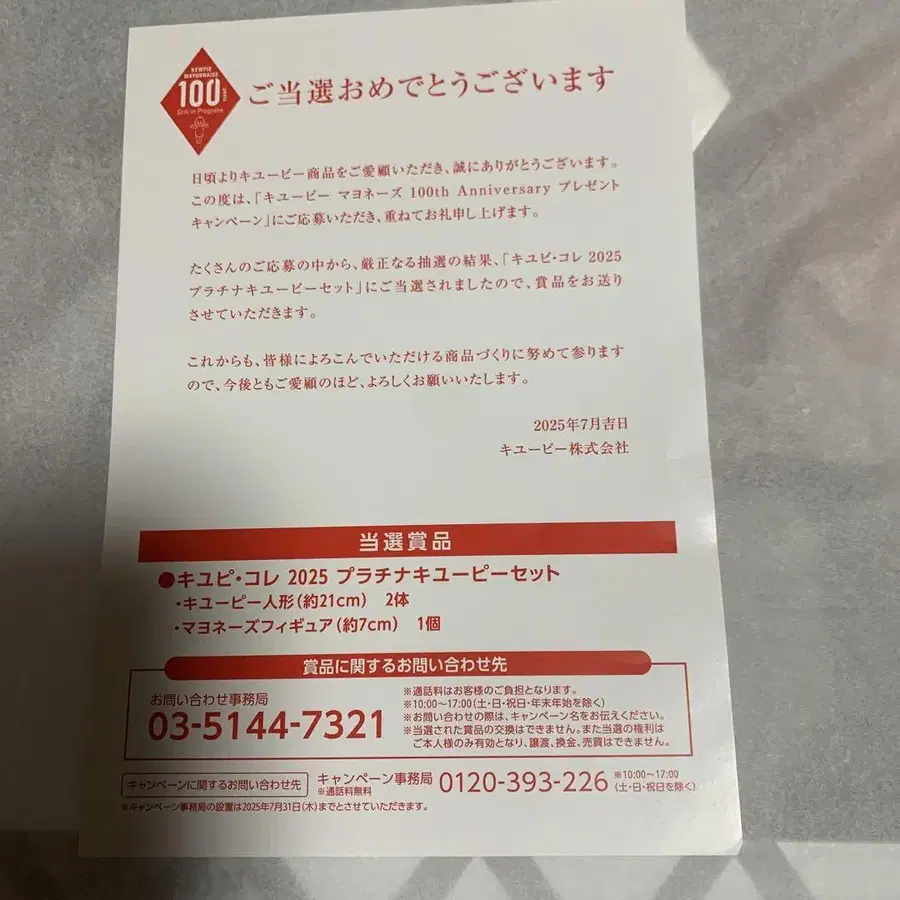 KEWPIE
MAYONNAISE
100 YEARS
Still in Progress
ご当選おめでとうございます
日頃よりキユーピー商品をご愛顧いただき、誠にありがとうございます。
この度は、「キユーピー マヨネーズ 100th Anniversary プレゼント
キャンペーン」にご応募いただき、重ねてお礼申し上げます。
たくさんのご応募の中から、厳正なる抽選の結果、「キユピ・コレ 2025
プラチナキユーピーセット」にご当選されましたので、賞品をお送り
させていただきます。
これからも、皆様によろこんでいただける商品づくりに努めて参ります
ので、今後ともご愛顧のほど、よろしくお願いいたします。
2025年7月吉日
キユーピー株式会社
当選賞品
●キユピ・コレ 2025 プラチナキユーピーセット
・キユーピー人形(約21cm) 2体
・マヨネーズフィギュア(約7cm) 1個
賞品に関するお問い合わせ先
お問い合わせ事務局
03-5144-7321
※通話料はお客様のご負担となります。
※10:00〜17:00(土・日・祝日・年末年始を除く)
※お問い合わせの際は、キャンペーン名をお伝えください。
※当選された賞品の交換はできません。また当選の権利は
ご本人様のみ有効となり、譲渡、換金、売買はできません。
キャンペーンに関するお問い合わせ先
キャンペーン事務局
※通話料無料
0120-393-226
※10:00〜17:00
(土・日・祝日を除く)
※キャンペーン事務局の設置は2025年7月31日(木)までとさせていただきます。